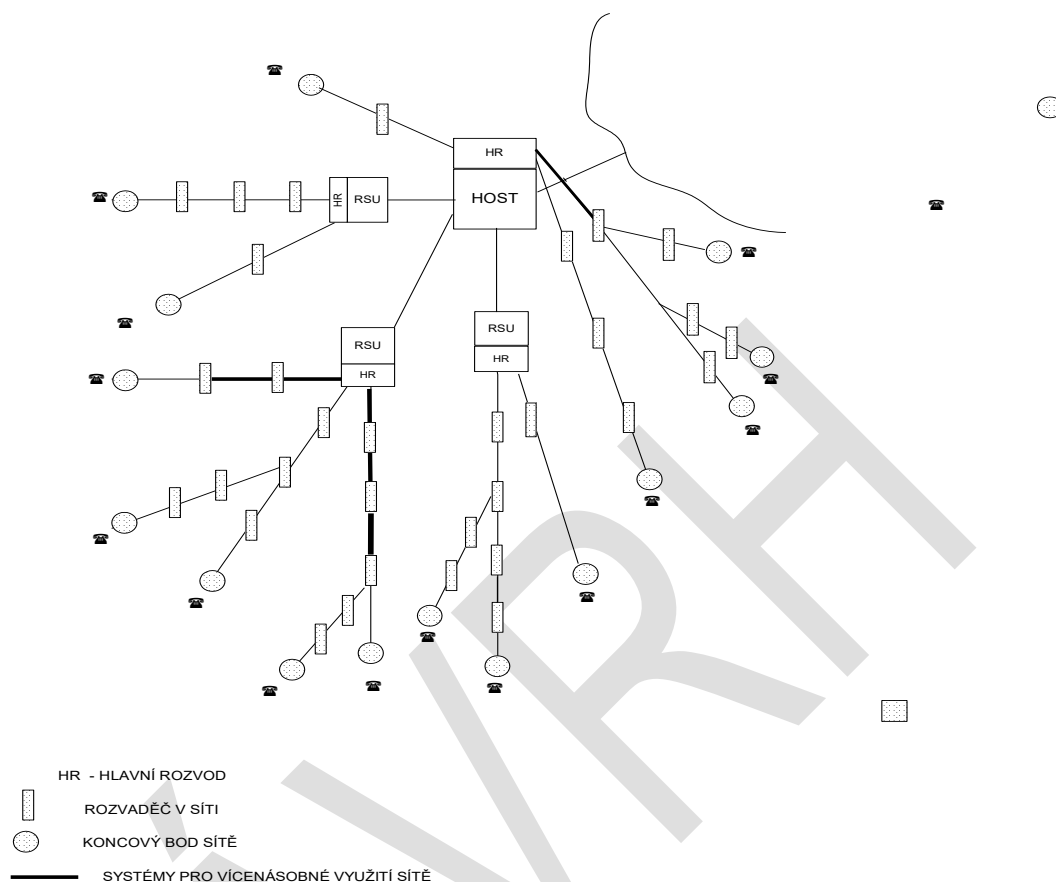 HR
HOST
HR
RSU
RSU
HR
RSU
HR
HR - HLAVNÍ ROZVOD
ROZVADĚČ V SÍTI
KONCOVÝ BOD SÍTĚ
SYSTÉMY PRO VÍCENÁSOBNÉ VYUŽITÍ SÍTĚ
ÁVRH